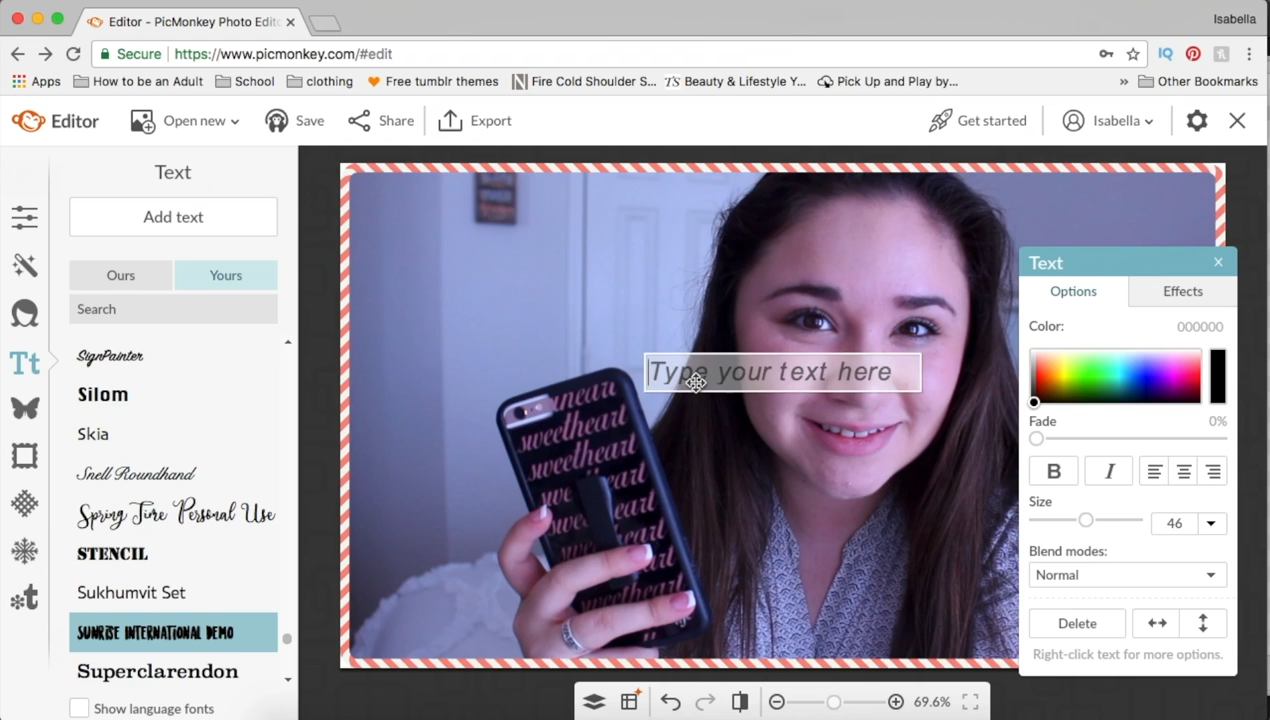 Editor - PicMonkey Photo Edit
Isabella
Secure https://www.picmonkey.com/#edit
Apps How to be an Adult School clothing Free tumblr themes Fire Cold Shoulder S... TS Beauty & Lifestyle Y... Pick Up and Play by... » Other Bookmarks
Editor Open new Save Share Export Get started Isabella
Text
Add text
Ours Yours
Search
SignPainter
Silom
Skia
Snell Roundhand
Spring Time Personal Use
STENCIL
Sukhumvit Set
SUNRISE INTERNATIONAL DEMO
Superclarendon
Show language fonts
Tt
t
Type your text here
sweetheart
sweetheart
sweetheart
sweetheart
Text
Options Effects
Color: 000000
Fade 0%
B I
Size
46
Blend modes:
Normal
Delete
Right-click text for more options.
69.6%